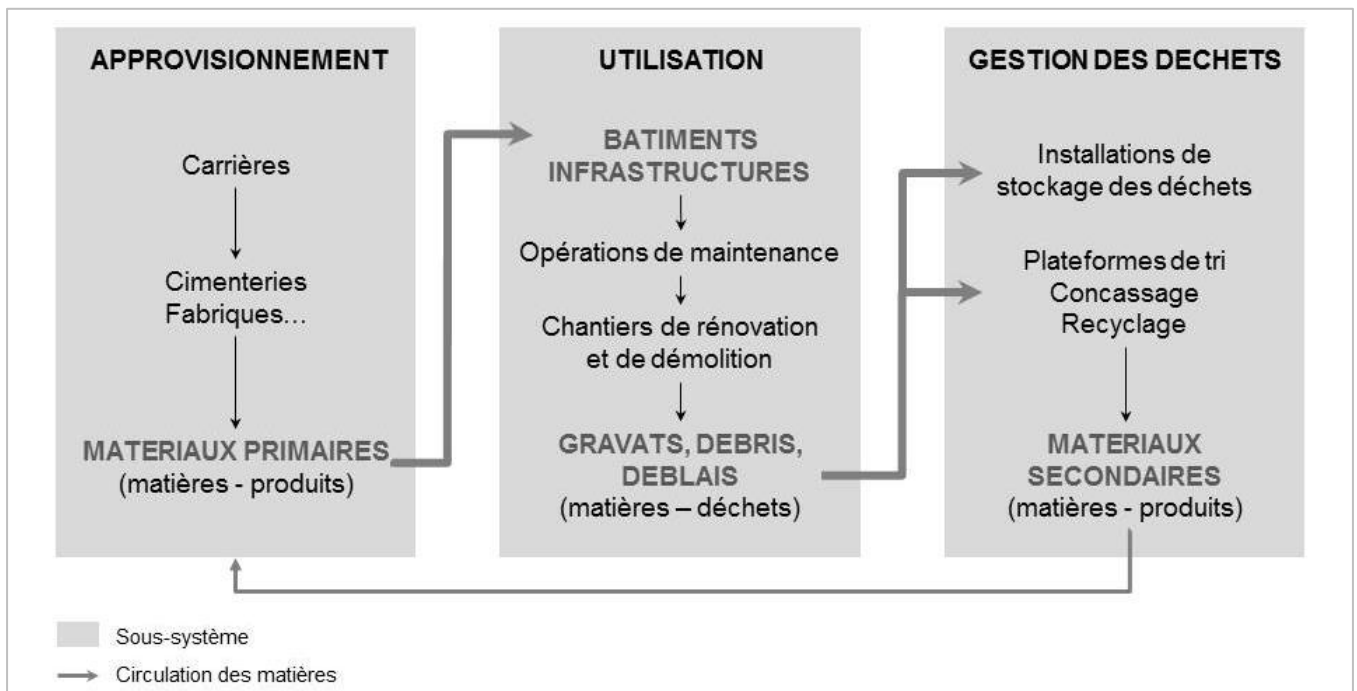 APPROVISIONNEMENT
Carrières
Cimenteries
Fabriques...
MATERIAUX PRIMAIRES
(matières - produits)
UTILISATION
BATIMENTS
INFRASTRUCTURES
Opérations de maintenance
Chantiers de rénovation
et de démolition
GRAVATS, DEBRIS,
DEBLAIS
(matières – déchets)
GESTION DES DECHETS
Installations de
stockage des déchets
Plateformes de tri
Concassage
Recyclage
MATERIAUX
SECONDAIRES
(matières - produits)
Sous-système
Circulation des matières